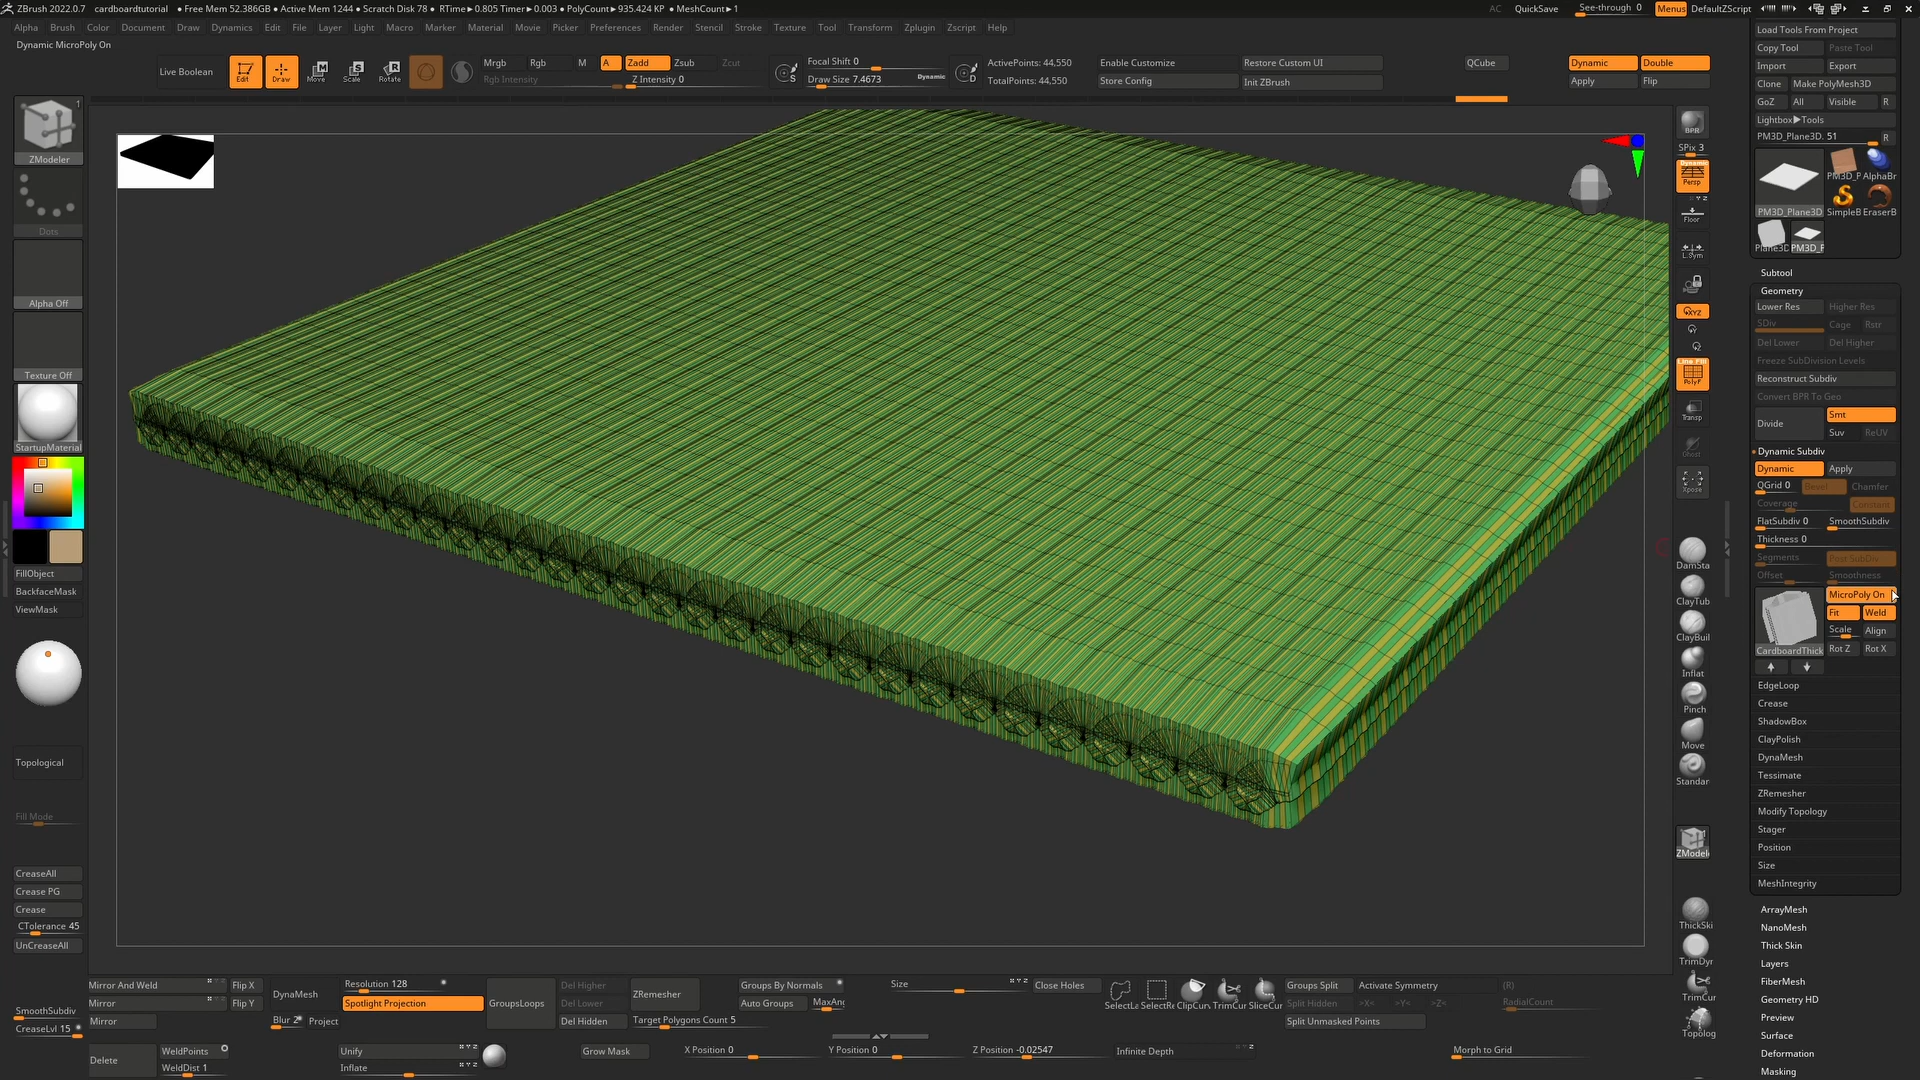 ZBrush 2022.0.7 cardboardtutorial • Free Mem 52.386GB • Active Mem 1244 • Scratch Disk 78 • RTime►0.805 Timer►0.003 • PolyCount►935.424 KP • MeshCount►1
AC QuickSave See-through 0 Menus DefaultZScript
Alpha Brush Color Document Draw Dynamics Edit File Layer Light Macro Marker Material Movie Picker Preferences Render Stencil Stroke Texture Tool Transform Zplugin Zscript Help
Dynamic MicroPoly On
Live Boolean
Edit
Draw
Move
Scale
Rotate
Mrgb Rgb M A Zadd Zsub Zcut
Rgb Intensity Z Intensity 0
Focal Shift 0
Draw Size 7.4673 Dynamic
ActivePoints: 44,550
TotalPoints: 44,550
Enable Customize
Store Config
Restore Custom UI
Init ZBrush
QCube
Dynamic Double
Apply Flip
Load Tools From Project
Copy Tool Paste Tool
Import Export
Clone Make PolyMesh3D
GoZ All Visible R
Lightbox►Tools
PM3D_Plane3D. 51 R
PM3D_P AlphaBr
PM3D_Plane3D SimpleB EraserB
Plane3D PM3D_F
Subtool
Geometry
Lower Res Higher Res
SDiv Cage Rstr
Del Lower Del Higher
Freeze SubDivision Levels
Reconstruct Subdiv
Convert BPR To Geo
Divide Smt
Suv ReUV
Dynamic Subdiv
Dynamic Apply
QGrid 0 Bevel Chamfer
Coverage Constant
FlatSubdiv 0 SmoothSubdiv
Thickness 0
Segments Post SubDiv
Offset Smoothness
MicroPoly On
Fit Weld
Scale Align
CardboardThick Rot Z Rot X
EdgeLoop
Crease
ShadowBox
ClayPolish
DynaMesh
Tessimate
ZRemesher
Modify Topology
Stager
Position
Size
MeshIntegrity
ArrayMesh
NanoMesh
Thick Skin
Layers
FiberMesh
Geometry HD
Preview
Surface
Deformation
Masking
BPR
SPix 3
Dynamic
Persp
Floor
L.Sym
XYZ
Line Fill
PolyF
Transp
Ghost
Xpose
DamSta
ClayTub
ClayBuil
Inflat
Pinch
Move
Standar
ZModel
ThickSki
TrimDyr
TrimCur
Topolog
1
ZModeler
Dots
Alpha Off
Texture Off
StartupMaterial
FillObject
BackfaceMask
ViewMask
Topological
Fill Mode
CreaseAll
Crease PG
Crease
CTolerance 45
UnCreaseAll
SmoothSubdiv
CreaseLvl 15
Mirror And Weld Flip X
Mirror Flip Y
Mirror
Delete
WeldPoints
WeldDist 1
DynaMesh
Blur 2 Project
Resolution 128
Spotlight Projection
Unify
Inflate
GroupsLoops
Del Higher
Del Lower
Del Hidden
ZRemesher
Target Polygons Count 5
Grow Mask
Groups By Normals
Auto Groups MaxAng
Size Close Holes
SelectLa SelectRe ClipCurv TrimCur SliceCur
Groups Split Activate Symmetry (R)
Split Hidden >X< >Y< >Z< RadialCount
Split Unmasked Points
X Position 0 Y Position 0 Z Position -0.02547 Infinite Depth Morph to Grid